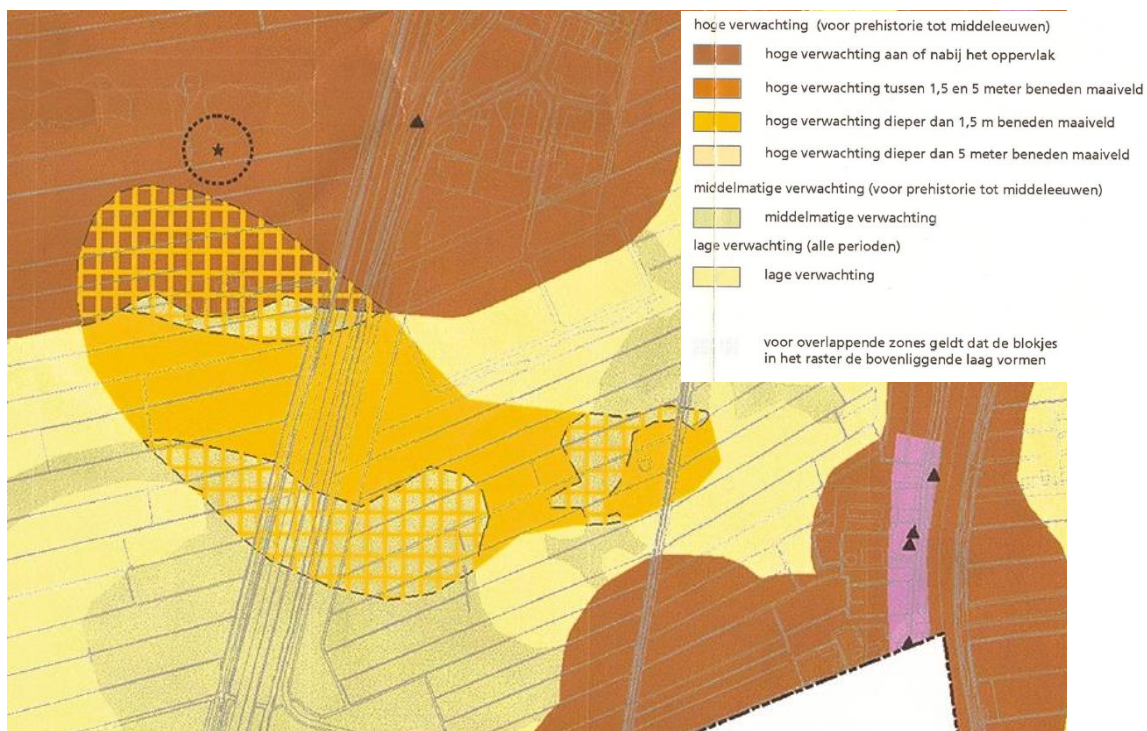 hoge verwachting (voor prehistorie tot middeleeuwen)
hoge verwachting aan of nabij het oppervlak
hoge verwachting tussen 1,5 en 5 meter beneden maaiveld
hoge verwachting dieper dan 1,5 m beneden maaiveld
hoge verwachting dieper dan 5 meter beneden maaiveld
middelmatige verwachting (voor prehistorie tot middeleeuwen)
middelmatige verwachting
lage verwachting (alle perioden)
lage verwachting
voor overlappende zones geldt dat de blokjes
in het raster de bovenliggende laag vormen